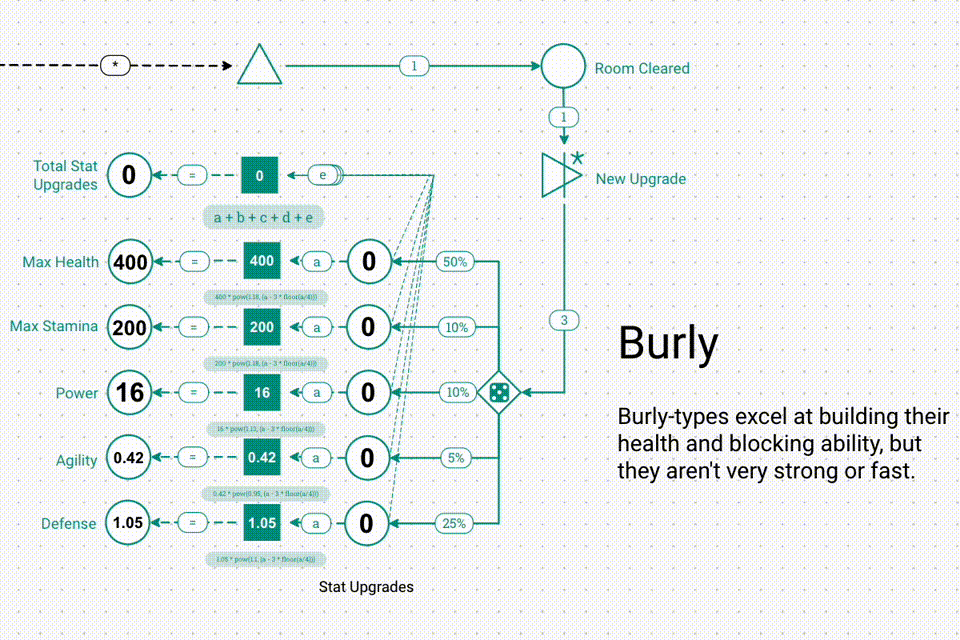 *
1
Room Cleared
1
New Upgrade
Total Stat
Upgrades
0
=
0
e
a + b + c + d + e
Max Health
400
=
400
a
0
50%
400 * pow(1.18, (a - 3 * floor(a/4)))
Max Stamina
200
=
200
a
0
10%
3
200 * pow(1.18, (a - 3 * floor(a/4)))
Power
16
=
16
a
0
10%
16 * pow(1.13, (a - 3 * floor(a/4)))
Agility
0.42
=
0.42
a
0
5%
0.42 * pow(0.95, (a - 3 * floor(a/4)))
Defense
1.05
=
1.05
a
0
25%
1.05 * pow(1.1, (a - 3 * floor(a/4)))
Stat Upgrades
Burly
Burly-types excel at building their
health and blocking ability, but
they aren't very strong or fast.